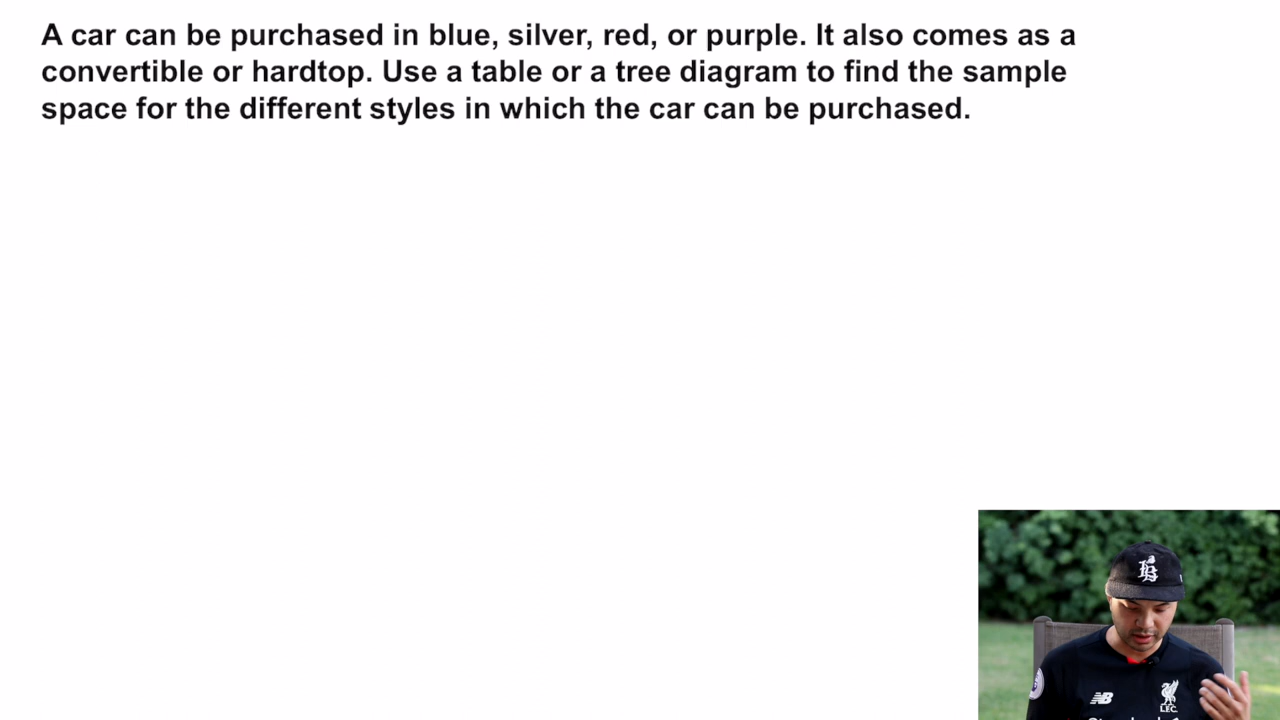 A car can be purchased in blue, silver, red, or purple. It also comes as a
convertible or hardtop. Use a table or a tree diagram to find the sample
space for the different styles in which the car can be purchased.
LB
NB
L.F.C.